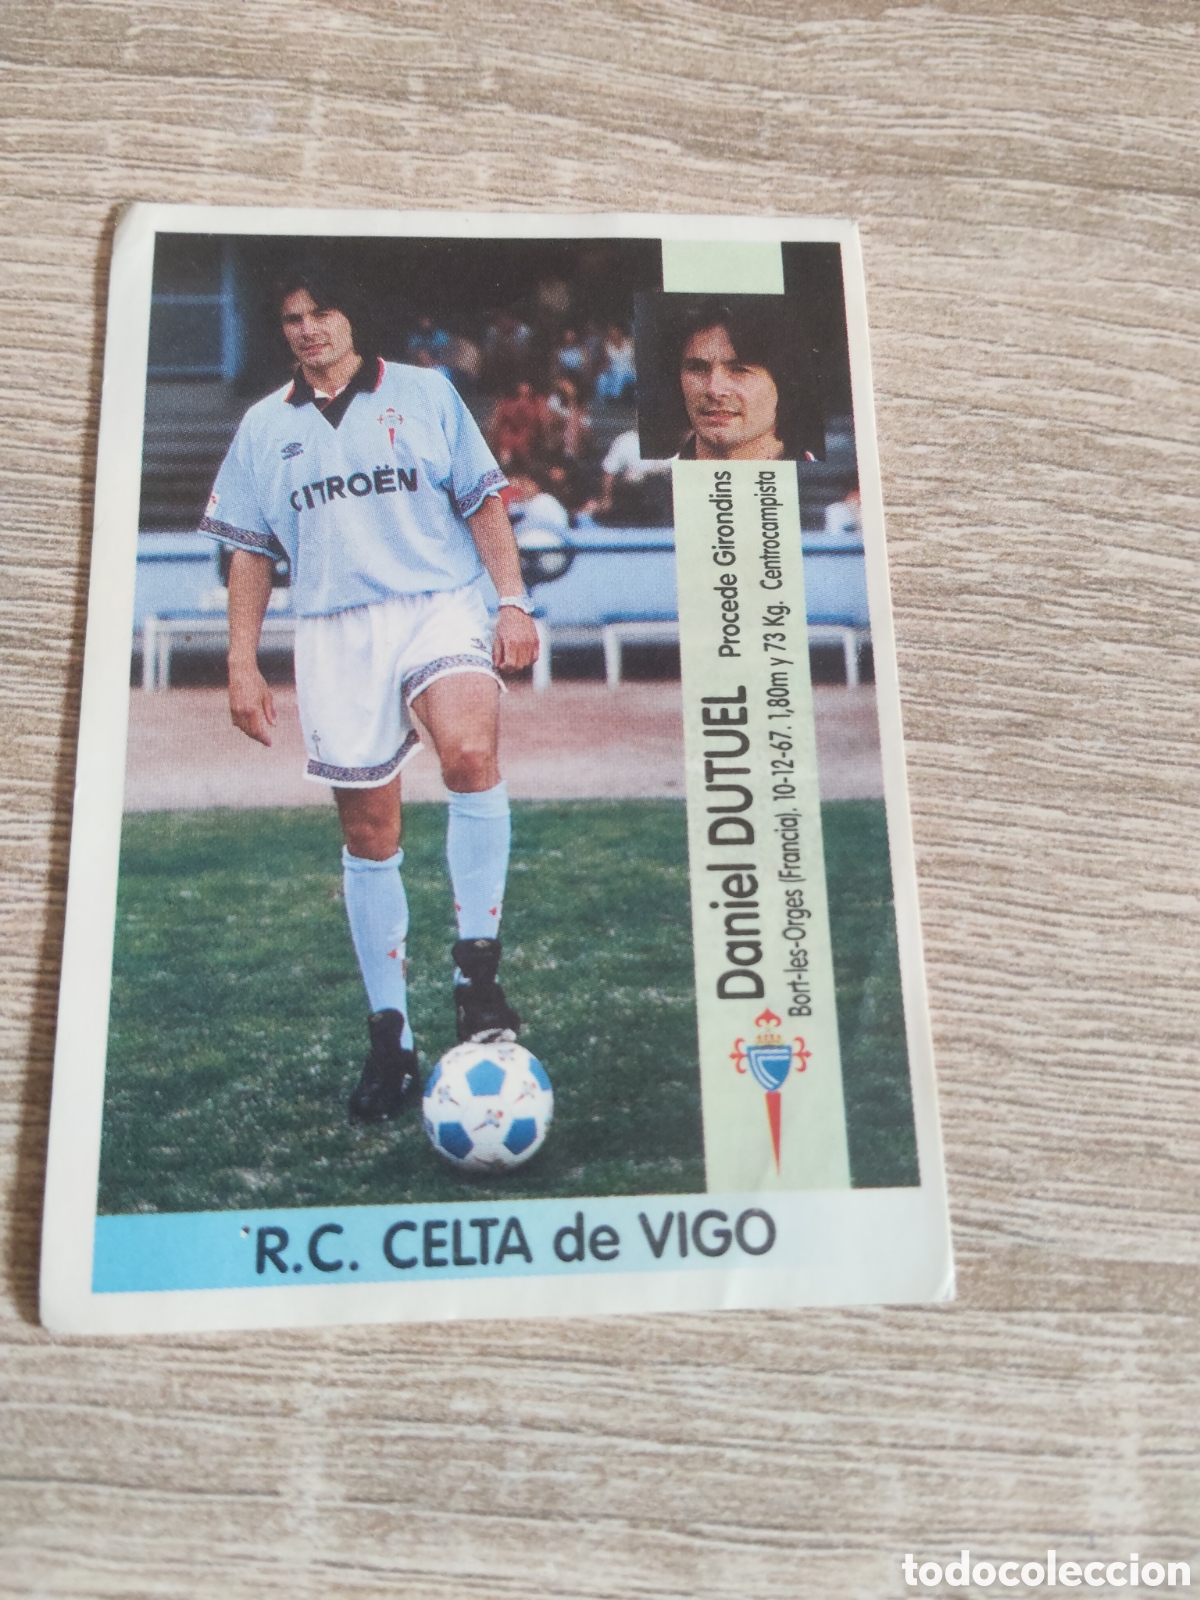 CITROËN
Procede Girondins
Daniel DUTUEL
Bort-les-Orges (Francia). 10-12-67. 1,80m y 73 Kg. Centrocampista
R.C. CELTA de VIGO
todocoleccion